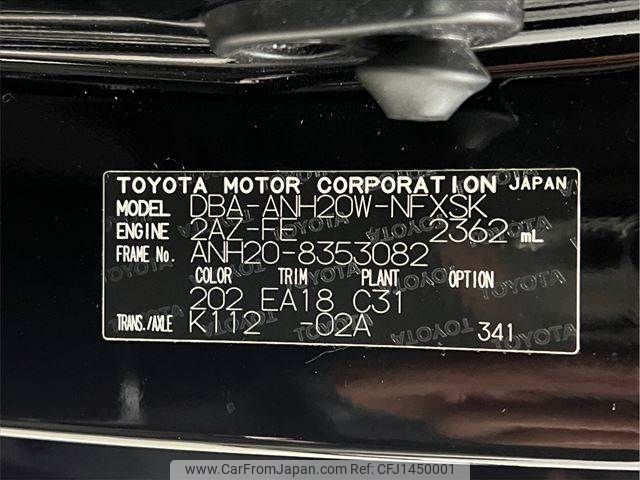 TOYOTA MOTOR CORPORATION JAPAN
MODEL DBA-ANH20W-NFXSK
ENGINE 2AZ-FE 2362 mL
FRAME No. ANH20-8353082
COLOR TRIM PLANT OPTION
202 EA18 C31
TRANS./AXLE K112 -02A 341
www.CarFromJapan.com - Ref No: CFJ1450001